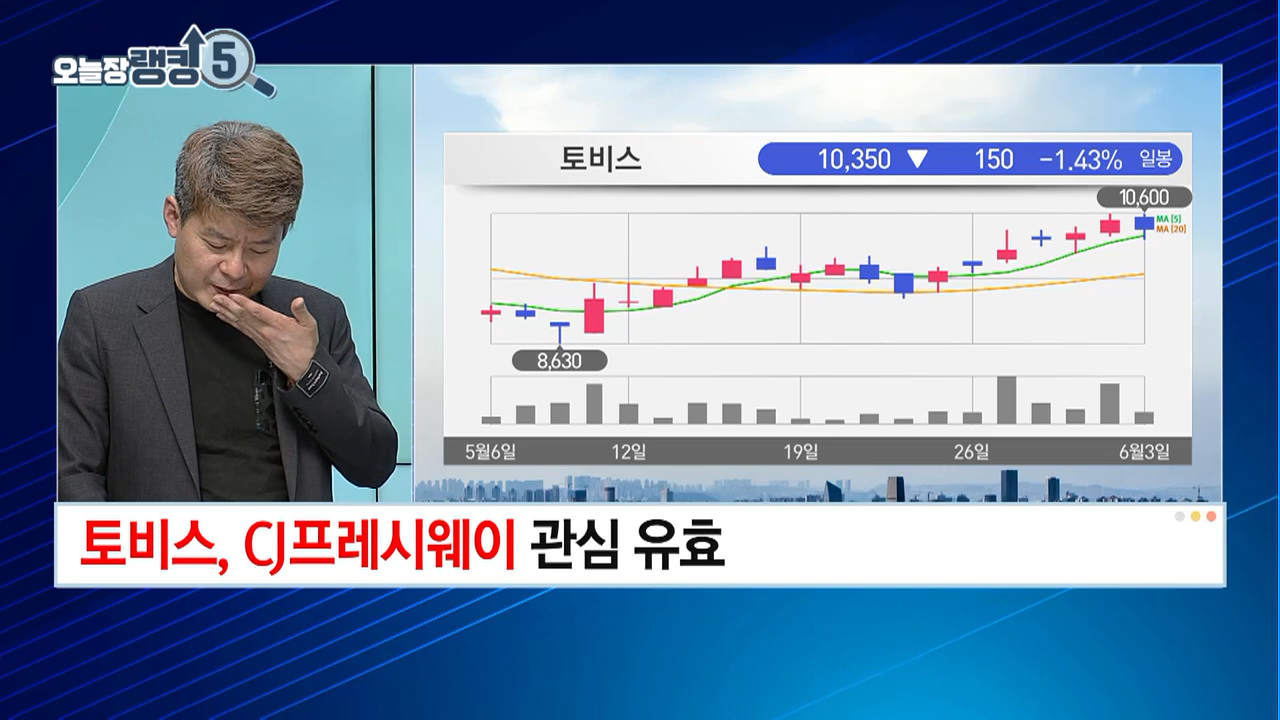 오늘장 랭킹 5
토비스
10,350 ▼ 150 -1.43% 일봉
10,600
MA [5]
MA [20]
8,630
5월6일 12일 19일 26일 6월3일
토비스, CJ프레시웨이 관심 유효